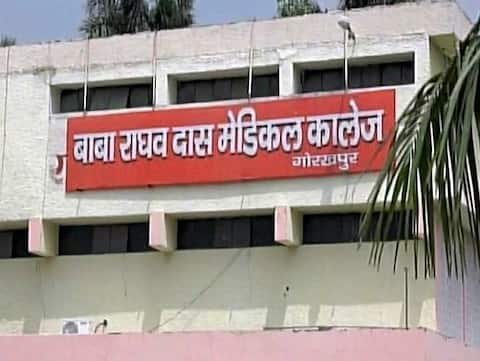 बाबा राघव दास मेडिकल कालेज
गोरखपुर